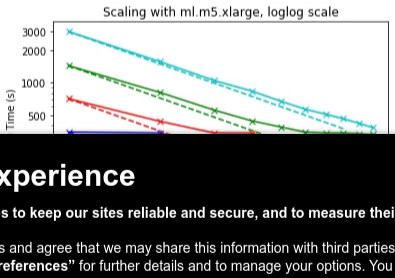 Scaling with ml.m5.xlarge, loglog scale
3000
2000
1000
500
Time (s)
xperience
s to keep our sites reliable and secure, and to measure thei
s and agree that we may share this information with third parties
references” for further details and to manage your options. You